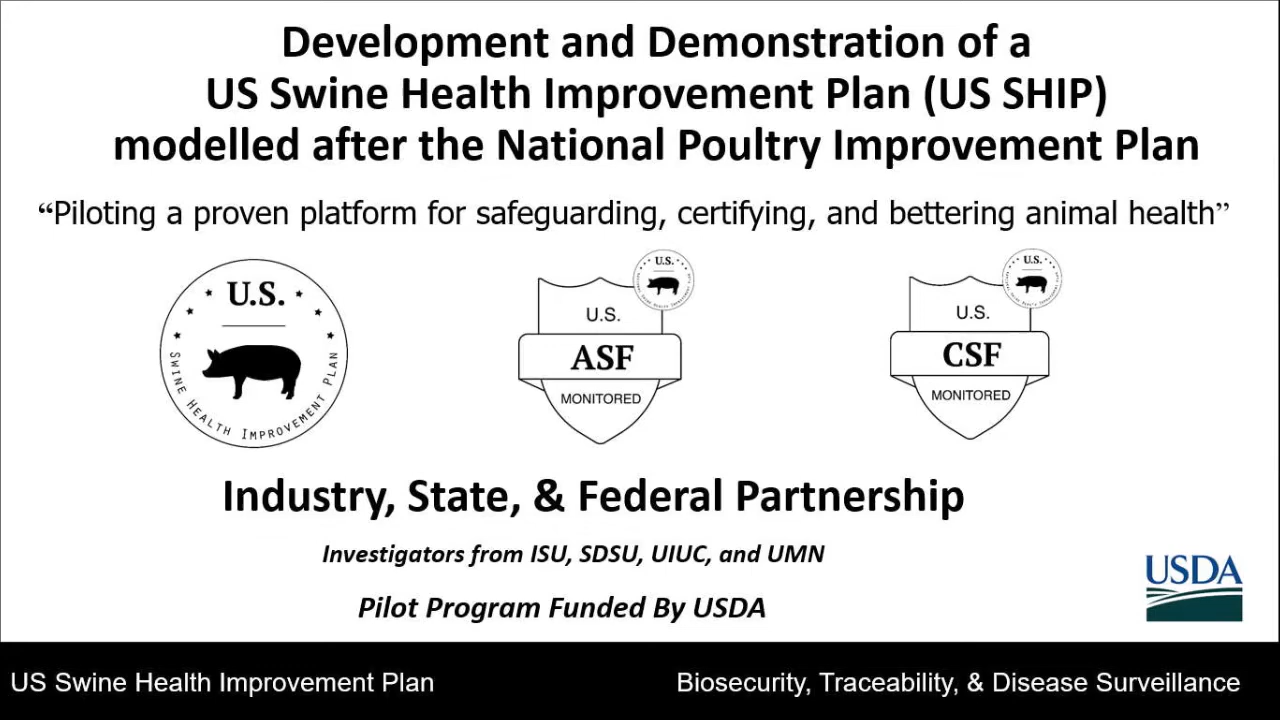 Development and Demonstration of a
US Swine Health Improvement Plan (US SHIP)
modelled after the National Poultry Improvement Plan
“Piloting a proven platform for safeguarding, certifying, and bettering animal health”
U.S.
SWINE HEALTH IMPROVEMENT PLAN
U.S.
U.S.
ASF
MONITORED
U.S.
U.S.
CSF
MONITORED
Industry, State, & Federal Partnership
Investigators from ISU, SDSU, UIUC, and UMN
Pilot Program Funded By USDA
USDA
US Swine Health Improvement Plan
Biosecurity, Traceability, & Disease Surveillance